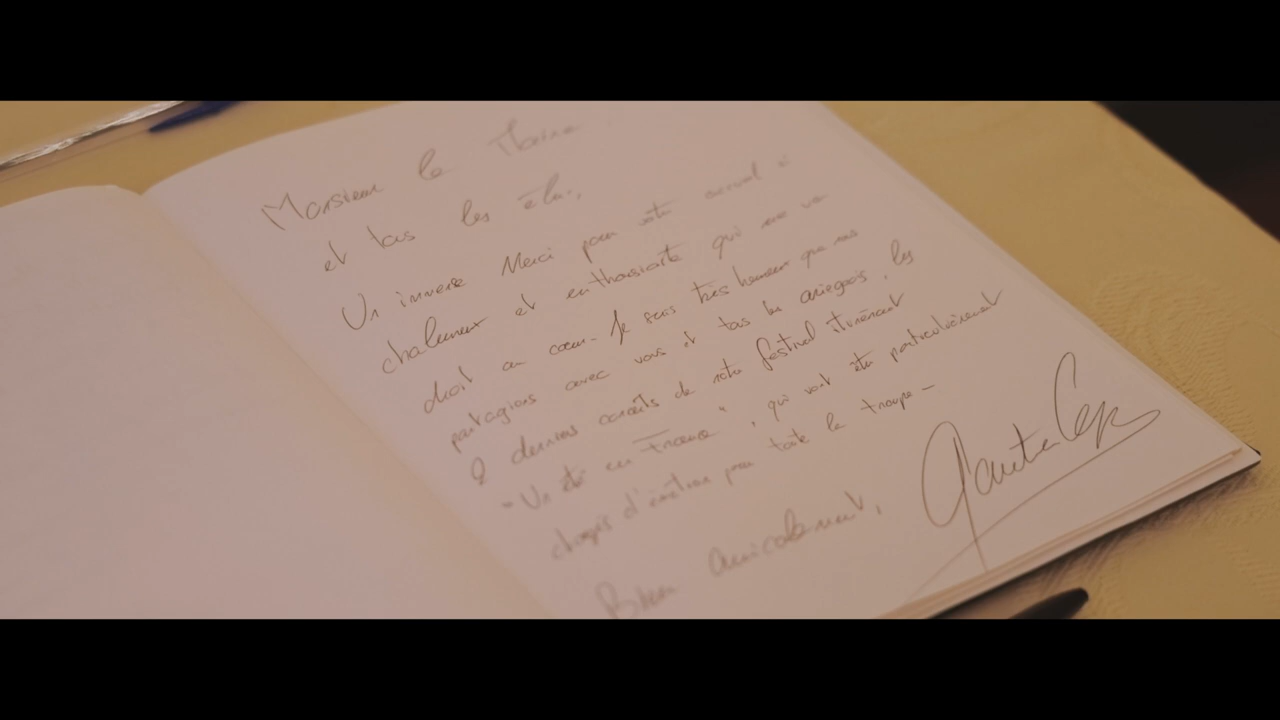 Monsieur le Maire
et tous les élus,
Un immense Merci pour votre accueil si
chaleureux et enthousiaste qui me va
droit au cœur. Je suis très heureux que nous
partagions avec vous et tous les ariégeois, les
2 derniers concerts de notre festival itinérant
"Un été en France", qui vont être particulièrement
chargés d'émotion pour toute la troupe -
Bien amicalement,